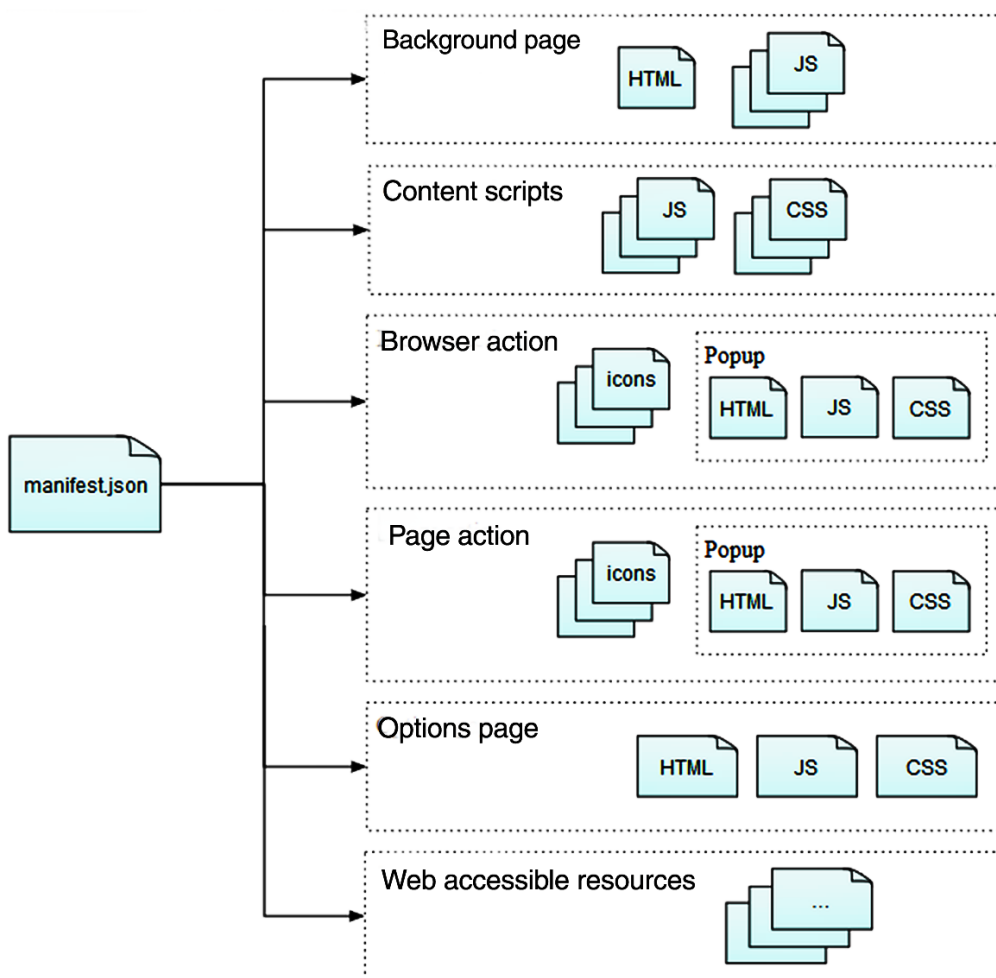 Background page
HTML
JS
Content scripts
JS
CSS
Browser action
icons
Popup
HTML
JS
CSS
manifest.json
Page action
icons
Popup
HTML
JS
CSS
Options page
HTML
JS
CSS
Web accessible resources
...